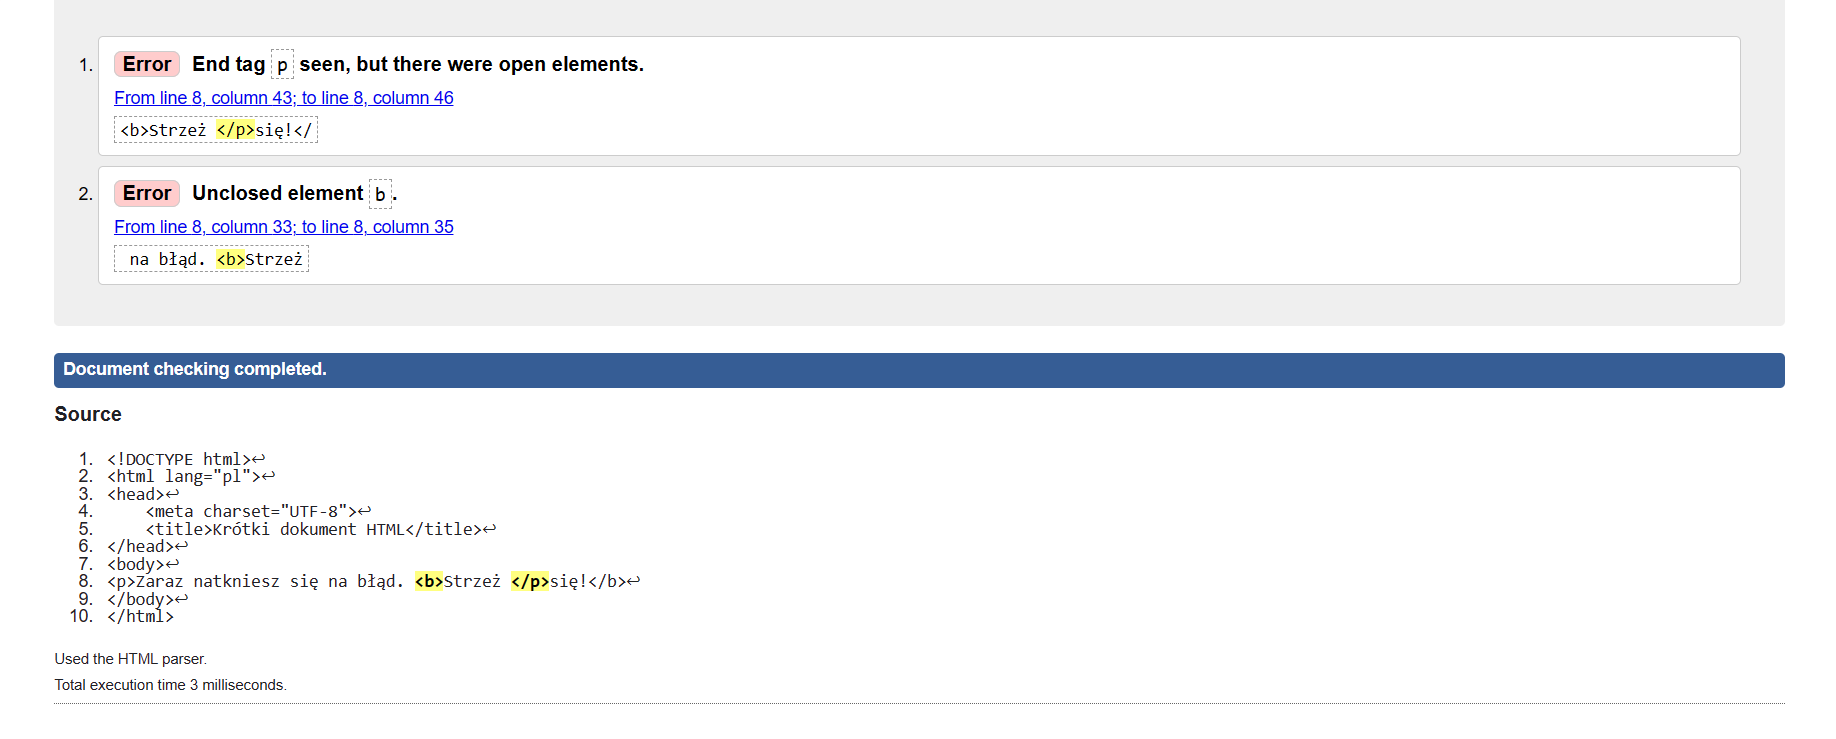 1. Error End tag p seen, but there were open elements.
From line 8, column 43; to line 8, column 46
<b>Strzeż </p>się!</
2. Error Unclosed element b.
From line 8, column 33; to line 8, column 35
na błąd. <b>Strzeż
Document checking completed.
Source
1. <!DOCTYPE html>↩
2. <html lang="pl">↩
3. <head>↩
4.     <meta charset="UTF-8">↩
5.     <title>Krótki dokument HTML</title>↩
6. </head>↩
7. <body>↩
8. <p>Zaraz natkniesz się na błąd. <b>Strzeż </p>się!</b>↩
9. </body>↩
10. </html>
Used the HTML parser.
Total execution time 3 milliseconds.